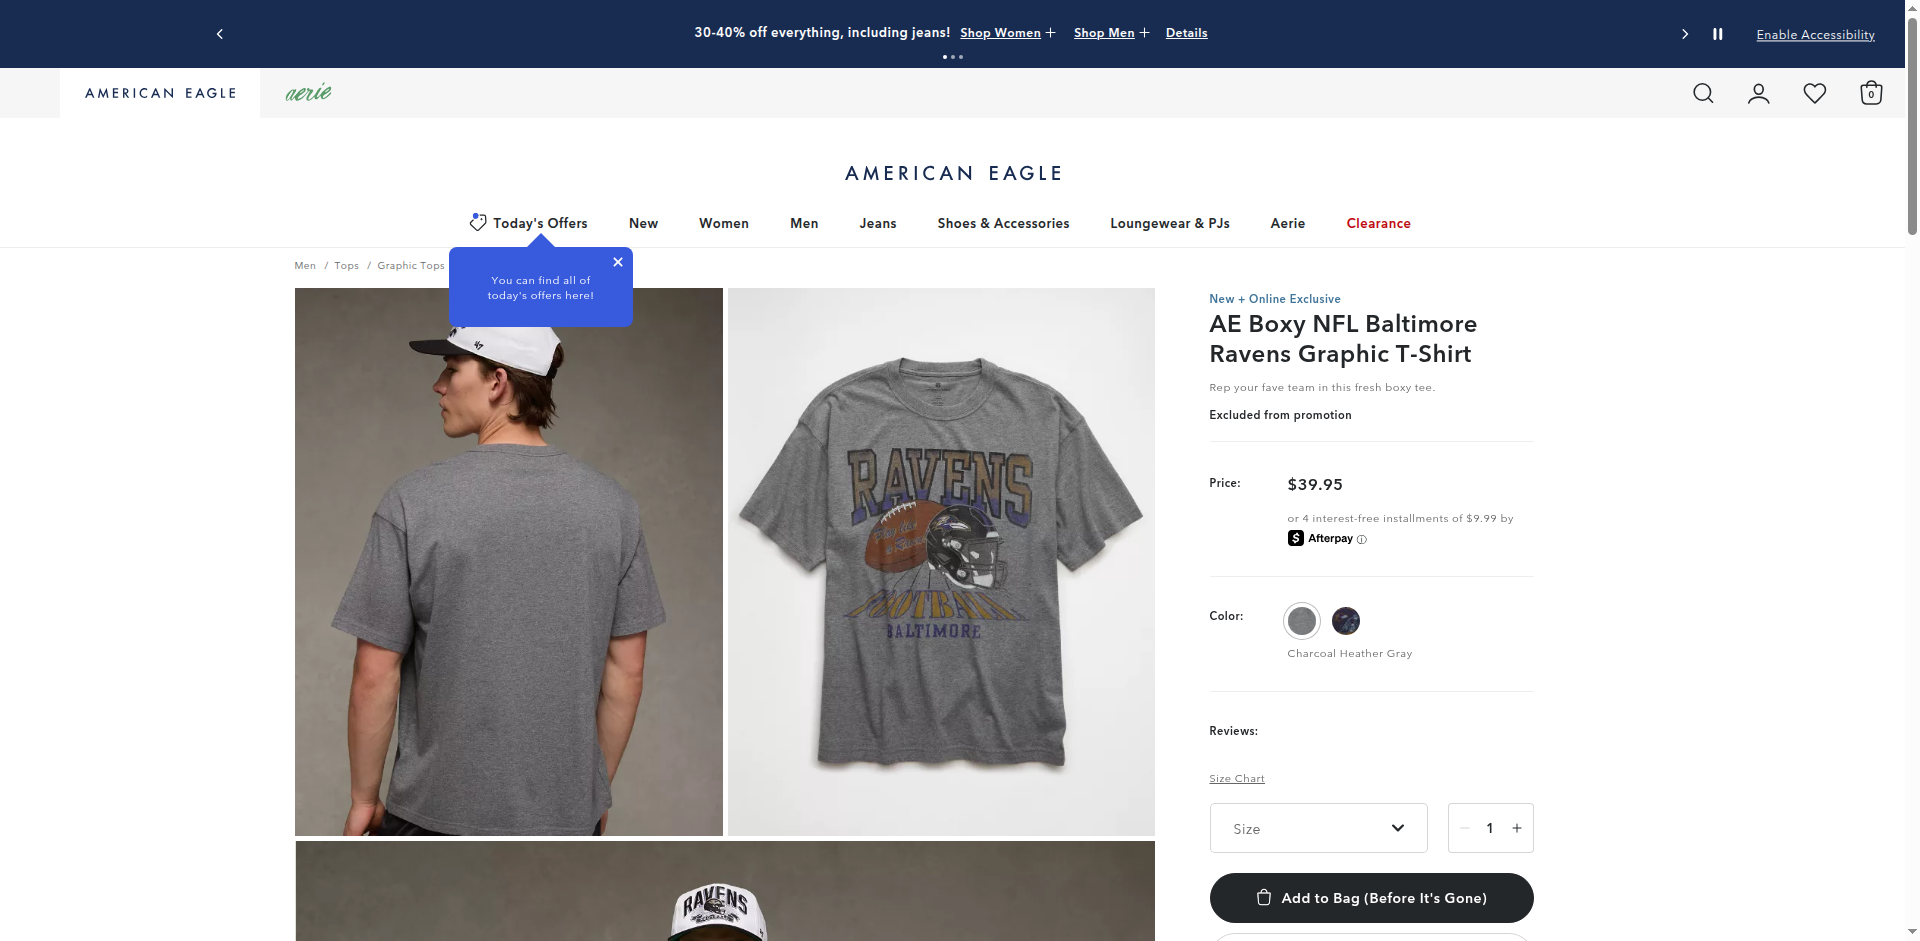 30-40% off everything, including jeans! Shop Women + Shop Men + Details
Enable Accessibility
AMERICAN EAGLE
aerie
0
AMERICAN EAGLE
Today's Offers New Women Men Jeans Shoes & Accessories Loungewear & PJs Aerie Clearance
Men / Tops / Graphic Tops
You can find all of
today's offers here!
47
RAVENS
FOOTBALL
BALTIMORE
RAVENS
New + Online Exclusive
AE Boxy NFL Baltimore
Ravens Graphic T-Shirt
Rep your fave team in this fresh boxy tee.
Excluded from promotion
Price: $39.95
or 4 interest-free installments of $9.99 by
Afterpay
Color:
Charcoal Heather Gray
Reviews:
Size Chart
Size
1
Add to Bag (Before It's Gone)